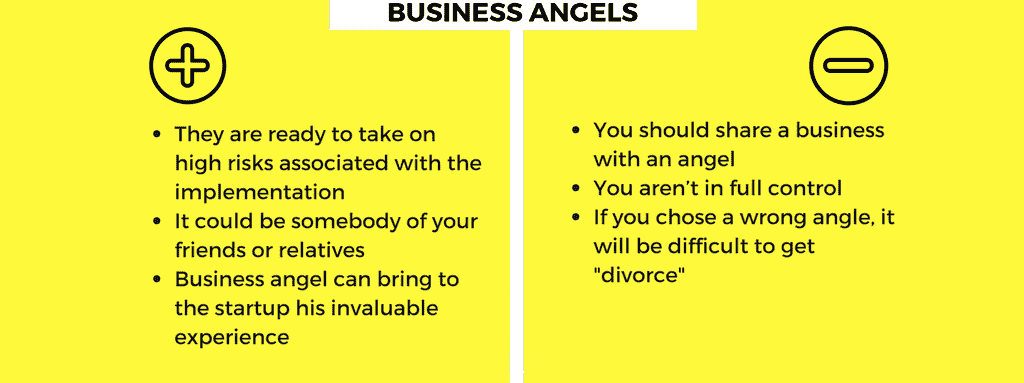 BUSINESS ANGELS
• They are ready to take on
high risks associated with the
implementation
• It could be somebody of your
friends or relatives
• Business angel can bring to
the startup his invaluable
experience
• You should share a business
with an angel
• You aren’t in full control
• If you chose a wrong angle, it
will be difficult to get
"divorce"